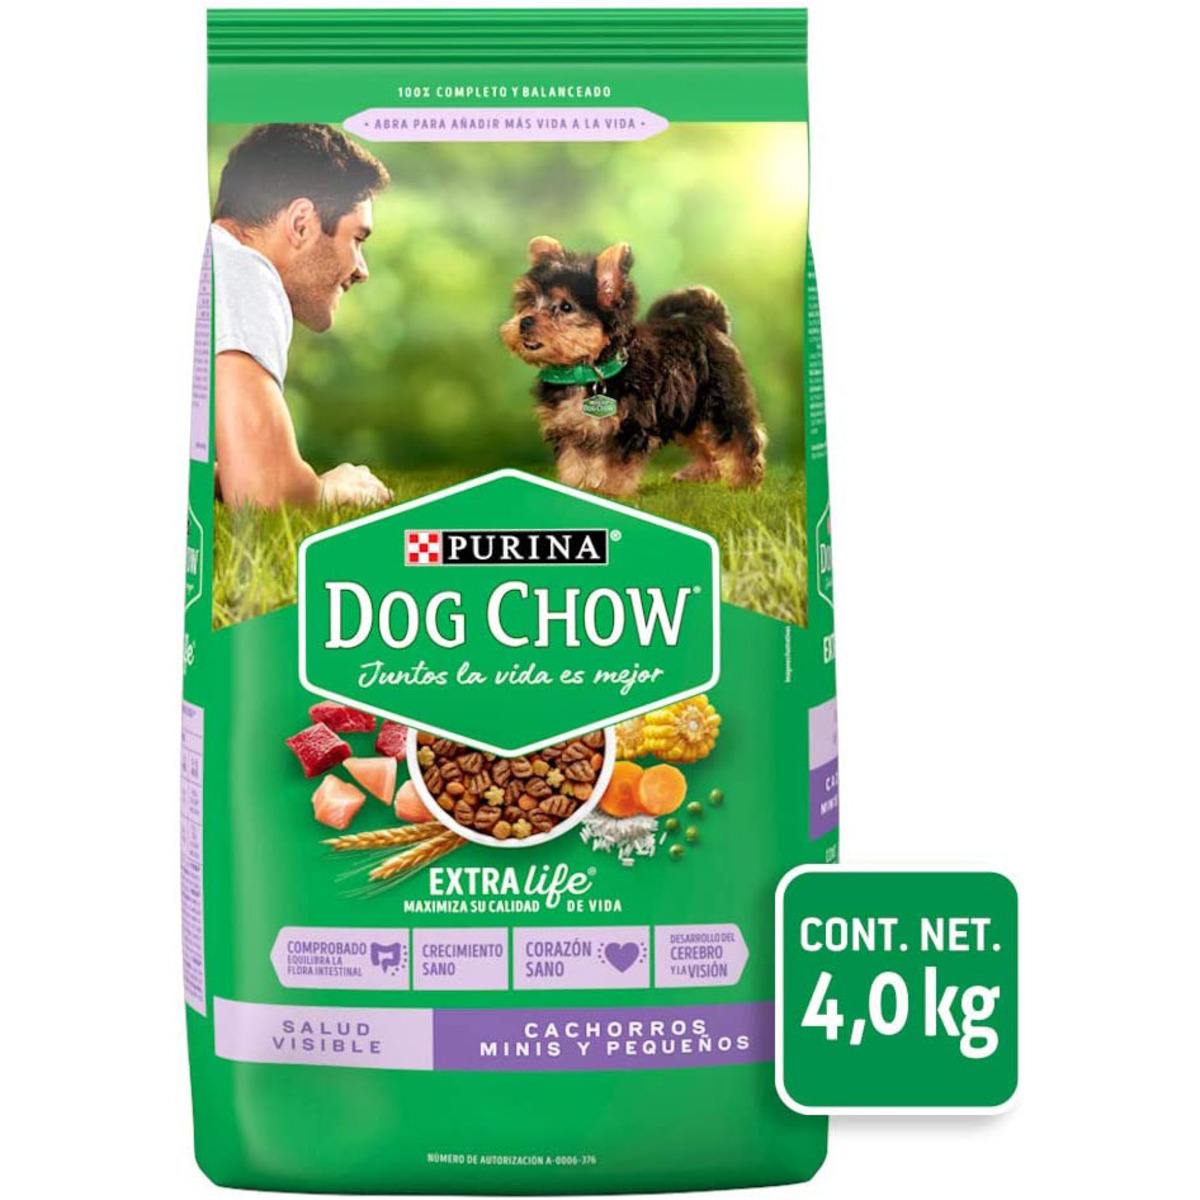 100% COMPLETO Y BALANCEADO
• ABRA PARA AÑADIR MÁS VIDA A LA VIDA •
DOG CHOW
PURINA®
DOG CHOW®
Juntos la vida es mejor
EXTRA life®
MAXIMIZA SU CALIDAD DE VIDA
COMPROBADO
EQUILIBRA LA
FLORA INTESTINAL
CRECIMIENTO
SANO
CORAZÓN
SANO
DESARROLLO DEL
CEREBRO
Y LA VISIÓN
SALUD
VISIBLE
CACHORROS
MINIS Y PEQUEÑOS
NÚMERO DE AUTORIZACIÓN A-0006-376
CONT. NET.
4,0 kg